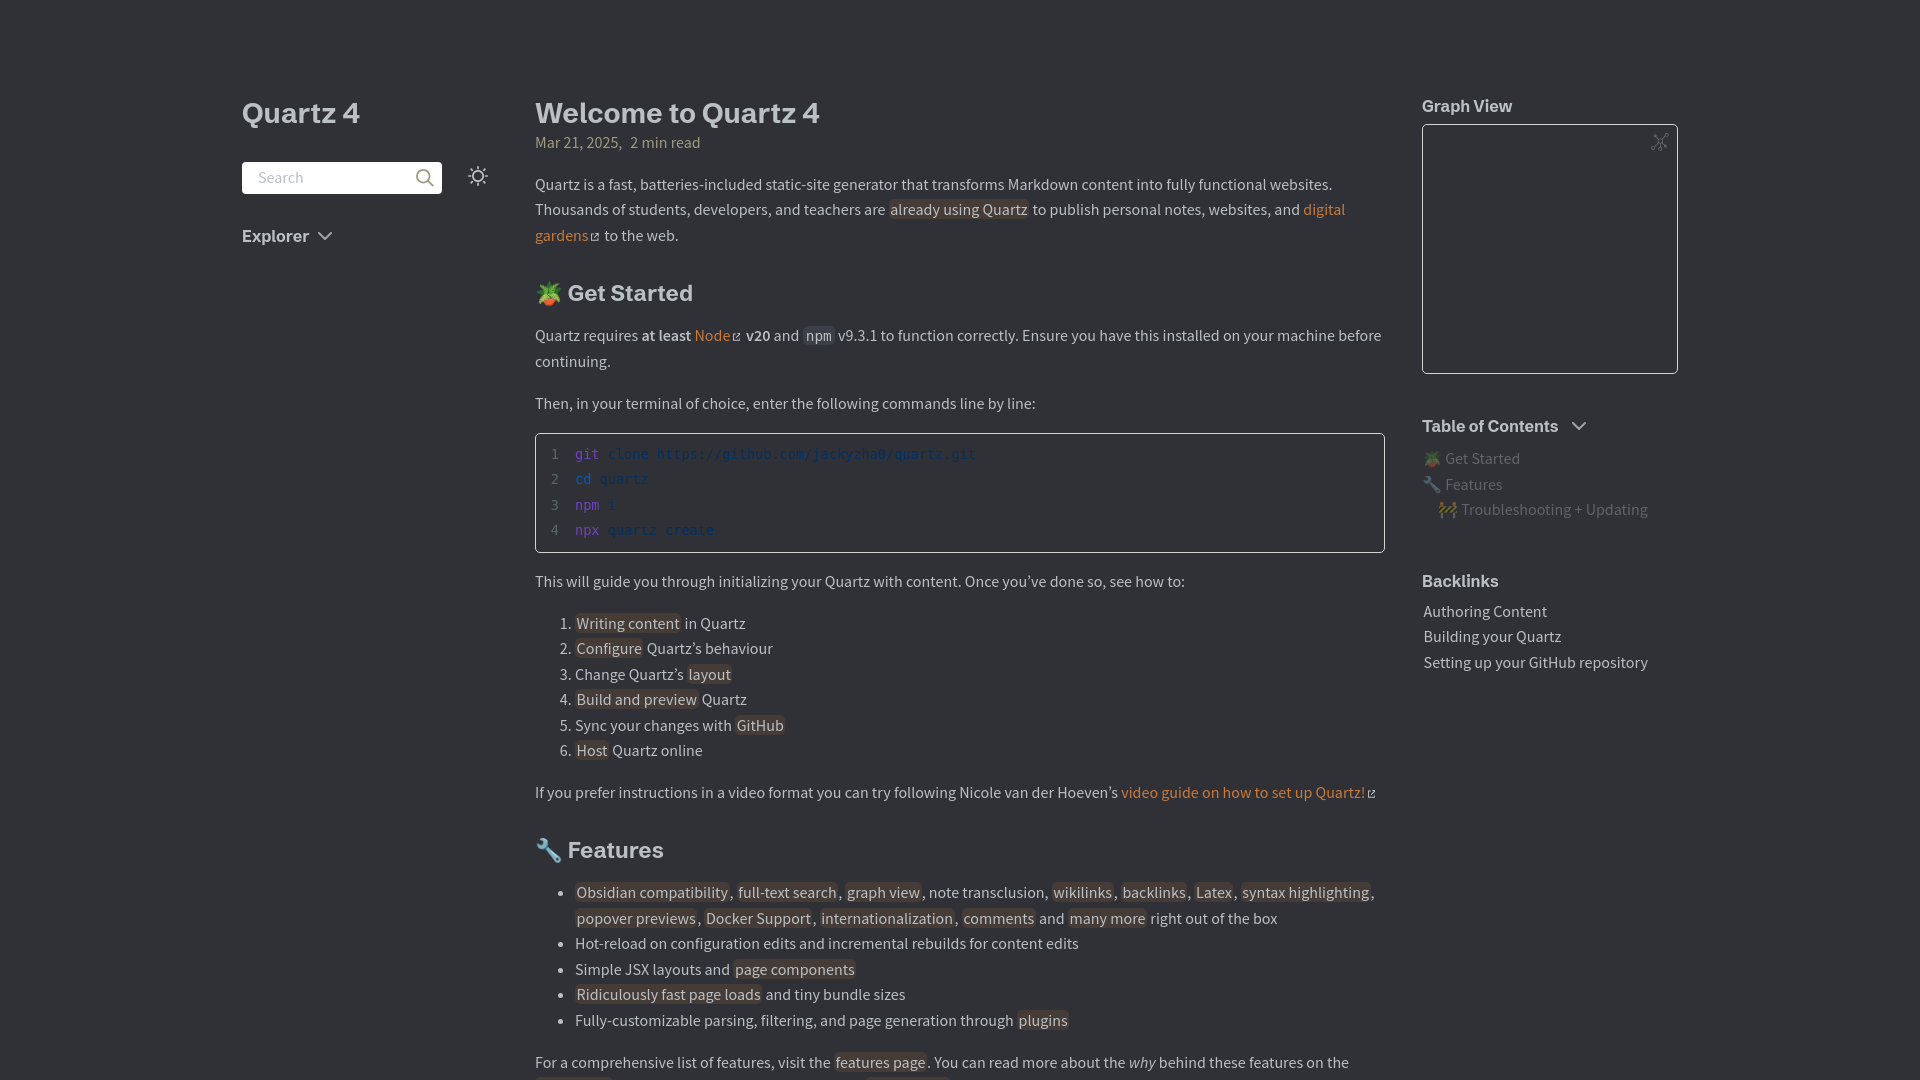 Quartz 4
Search
Explorer
Welcome to Quartz 4
Mar 21, 2025, 2 min read
Quartz is a fast, batteries-included static-site generator that transforms Markdown content into fully functional websites.
Thousands of students, developers, and teachers are already using Quartz to publish personal notes, websites, and digital
gardens to the web.
🪴 Get Started
Quartz requires at least Node v20 and npm v9.3.1 to function correctly. Ensure you have this installed on your machine before
continuing.
Then, in your terminal of choice, enter the following commands line by line:
1 git clone https://github.com/jackyzha0/quartz.git
2 cd quartz
3 npm i
4 npx quartz create
This will guide you through initializing your Quartz with content. Once you’ve done so, see how to:
1. Writing content in Quartz
2. Configure Quartz’s behaviour
3. Change Quartz’s layout
4. Build and preview Quartz
5. Sync your changes with GitHub
6. Host Quartz online
If you prefer instructions in a video format you can try following Nicole van der Hoeven’s video guide on how to set up Quartz!
🔧 Features
• Obsidian compatibility, full-text search, graph view, note transclusion, wikilinks, backlinks, Latex, syntax highlighting,
popover previews, Docker Support, internationalization, comments and many more right out of the box
• Hot-reload on configuration edits and incremental rebuilds for content edits
• Simple JSX layouts and page components
• Ridiculously fast page loads and tiny bundle sizes
• Fully-customizable parsing, filtering, and page generation through plugins
For a comprehensive list of features, visit the features page. You can read more about the why behind these features on the
Graph View
Table of Contents
🪴 Get Started
🔧 Features
🚧 Troubleshooting + Updating
Backlinks
Authoring Content
Building your Quartz
Setting up your GitHub repository